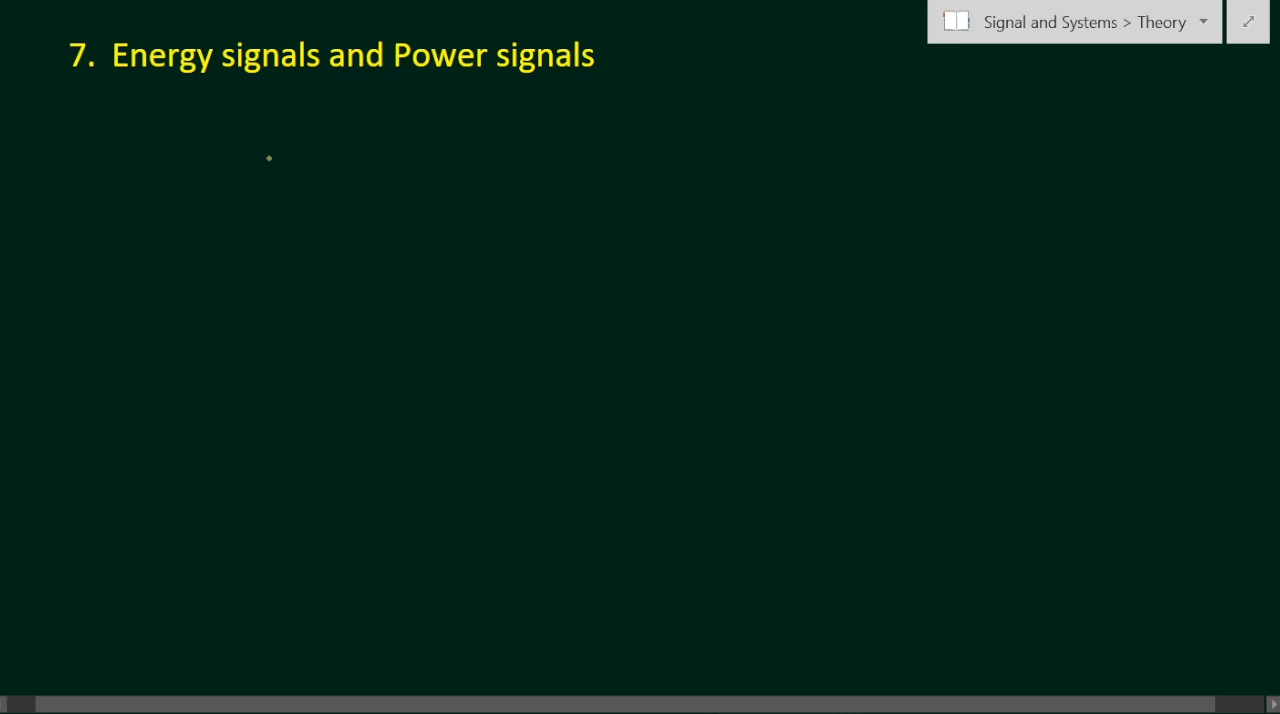 Signal and Systems > Theory
7. Energy signals and Power signals